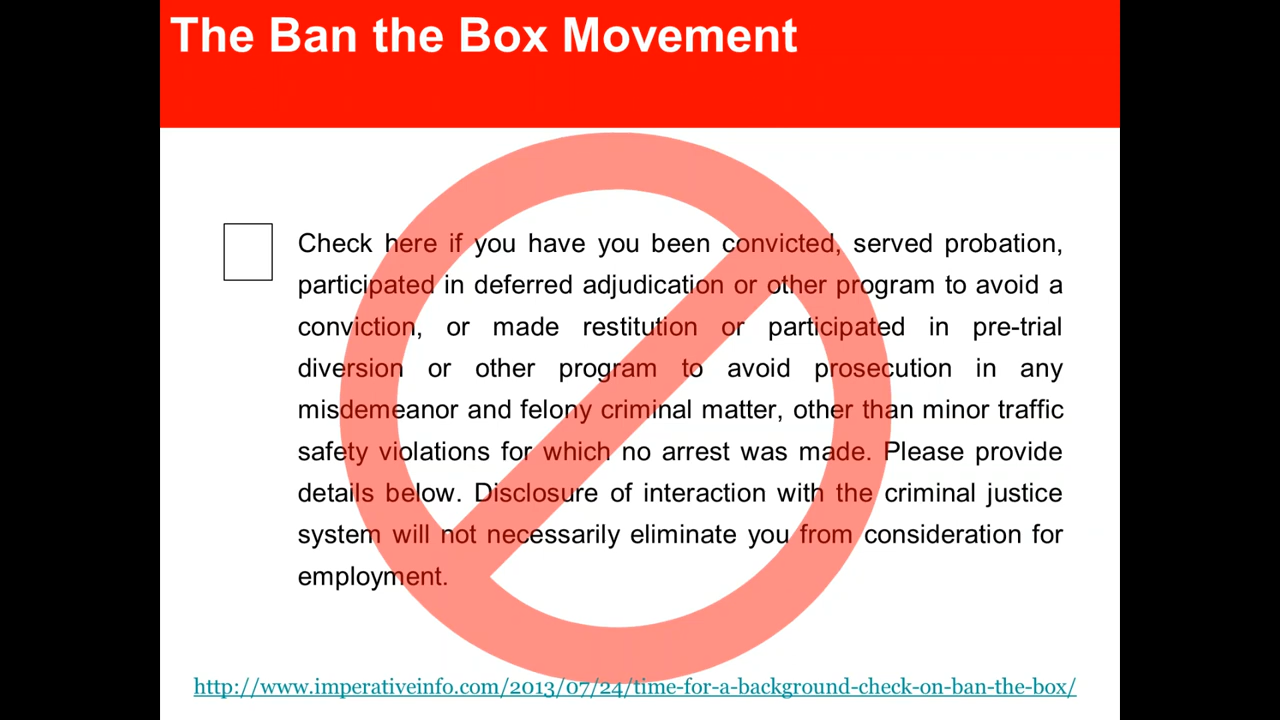 The Ban the Box Movement
Check here if you have you been convicted, served probation,
participated in deferred adjudication or other program to avoid a
conviction, or made restitution or participated in pre-trial
diversion or other program to avoid prosecution in any
misdemeanor and felony criminal matter, other than minor traffic
safety violations for which no arrest was made. Please provide
details below. Disclosure of interaction with the criminal justice
system will not necessarily eliminate you from consideration for
employment.
http://www.imperativeinfo.com/2013/07/24/time-for-a-background-check-on-ban-the-box/